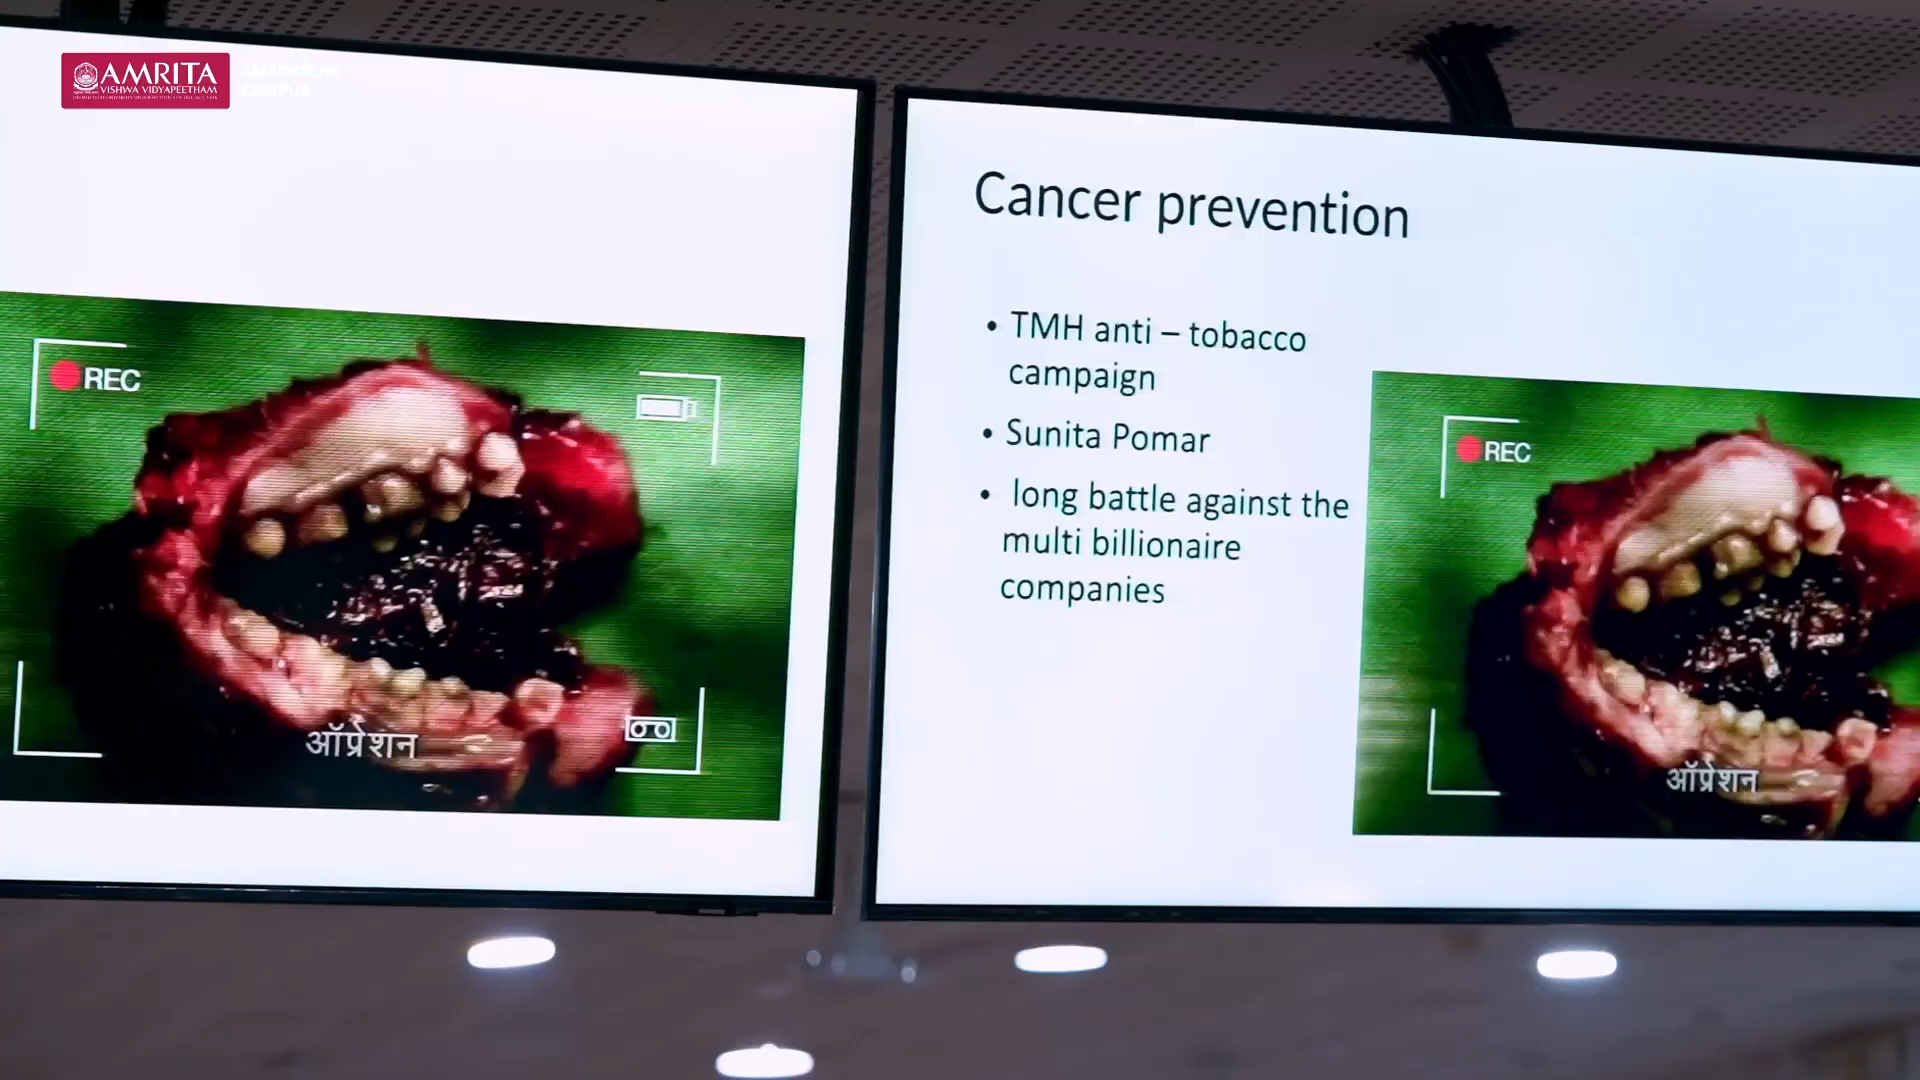 AMRITA
VISHWA VIDYAPEETHAM
CAMPUS
REC
ऑप्रेशन
Cancer prevention
• TMH anti – tobacco
campaign
• Sunita Pomar
• long battle against the
multi billionaire
companies
REC
ऑप्रेशन